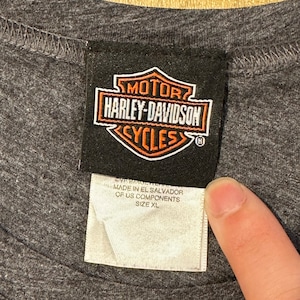 MOTOR
HARLEY-DAVIDSON
CYCLES
®
MADE IN EL SALVADOR
OF US COMPONENTS
SIZE XL